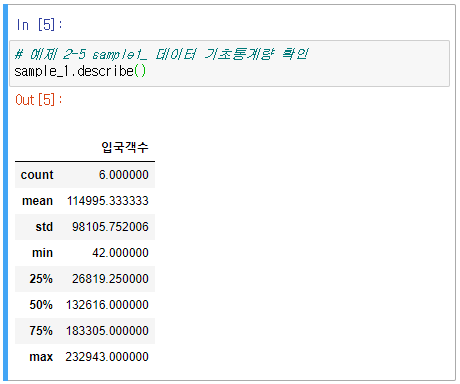 In [5]:
# 예제 2-5 sample1_ 데이터 기초통계량 확인
sample_1.describe()
Out[5]:
입국객수
count 6.000000
mean 114995.333333
std 98105.752006
min 42.000000
25% 26819.250000
50% 132616.000000
75% 183305.000000
max 232943.000000